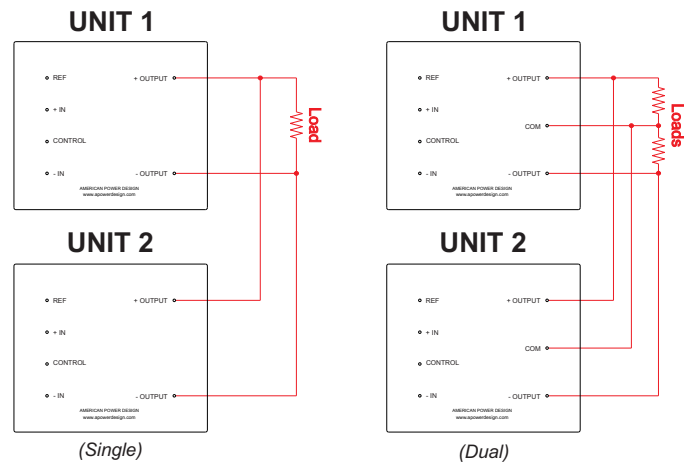 UNIT 1
REF
+ OUTPUT
+ IN
CONTROL
- IN
- OUTPUT
AMERICAN POWER DESIGN
www.apowerdesign.com
Load
UNIT 2
REF
+ OUTPUT
+ IN
CONTROL
- IN
- OUTPUT
AMERICAN POWER DESIGN
www.apowerdesign.com
(Single)
UNIT 1
REF
+ OUTPUT
+ IN
COM
CONTROL
- IN
- OUTPUT
AMERICAN POWER DESIGN
www.apowerdesign.com
Loads
UNIT 2
REF
+ OUTPUT
+ IN
COM
CONTROL
- IN
- OUTPUT
AMERICAN POWER DESIGN
www.apowerdesign.com
(Dual)